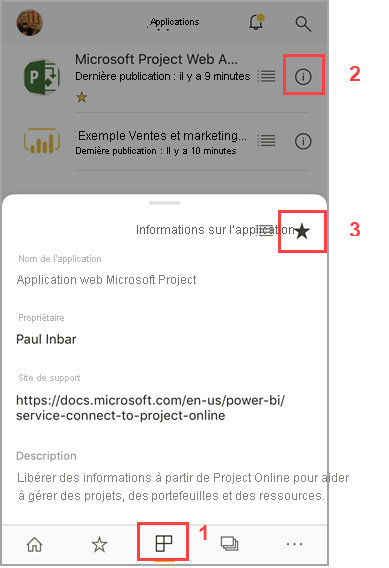 Applications
Microsoft Project Web A...
Dernière publication : il y a 9 minutes
2
Exemple Ventes et marketing...
Dernière publication : Il y a 10 minutes
Informations sur l'application
3
Nom de l'application
Application web Microsoft Project
Propriétaire
Paul Inbar
Site de support
https://docs.microsoft.com/en-us/power-bi/
service-connect-to-project-online
Description
Libérer des informations à partir de Project Online pour aider
à gérer des projets, des portefeuilles et des ressources.
1